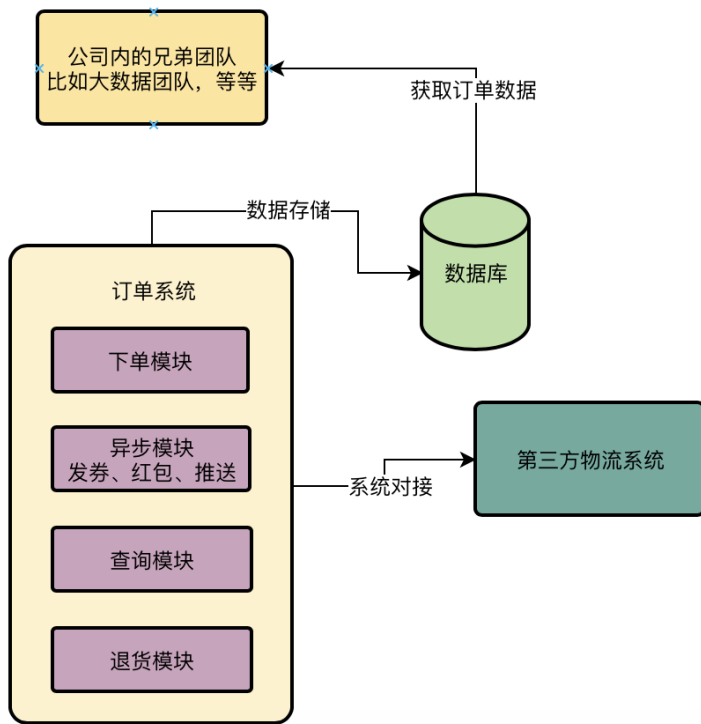 公司内的兄弟团队
比如大数据团队，等等
获取订单数据
数据存储
数据库
订单系统
下单模块
异步模块
发券、红包、推送
第三方物流系统
系统对接
查询模块
退货模块